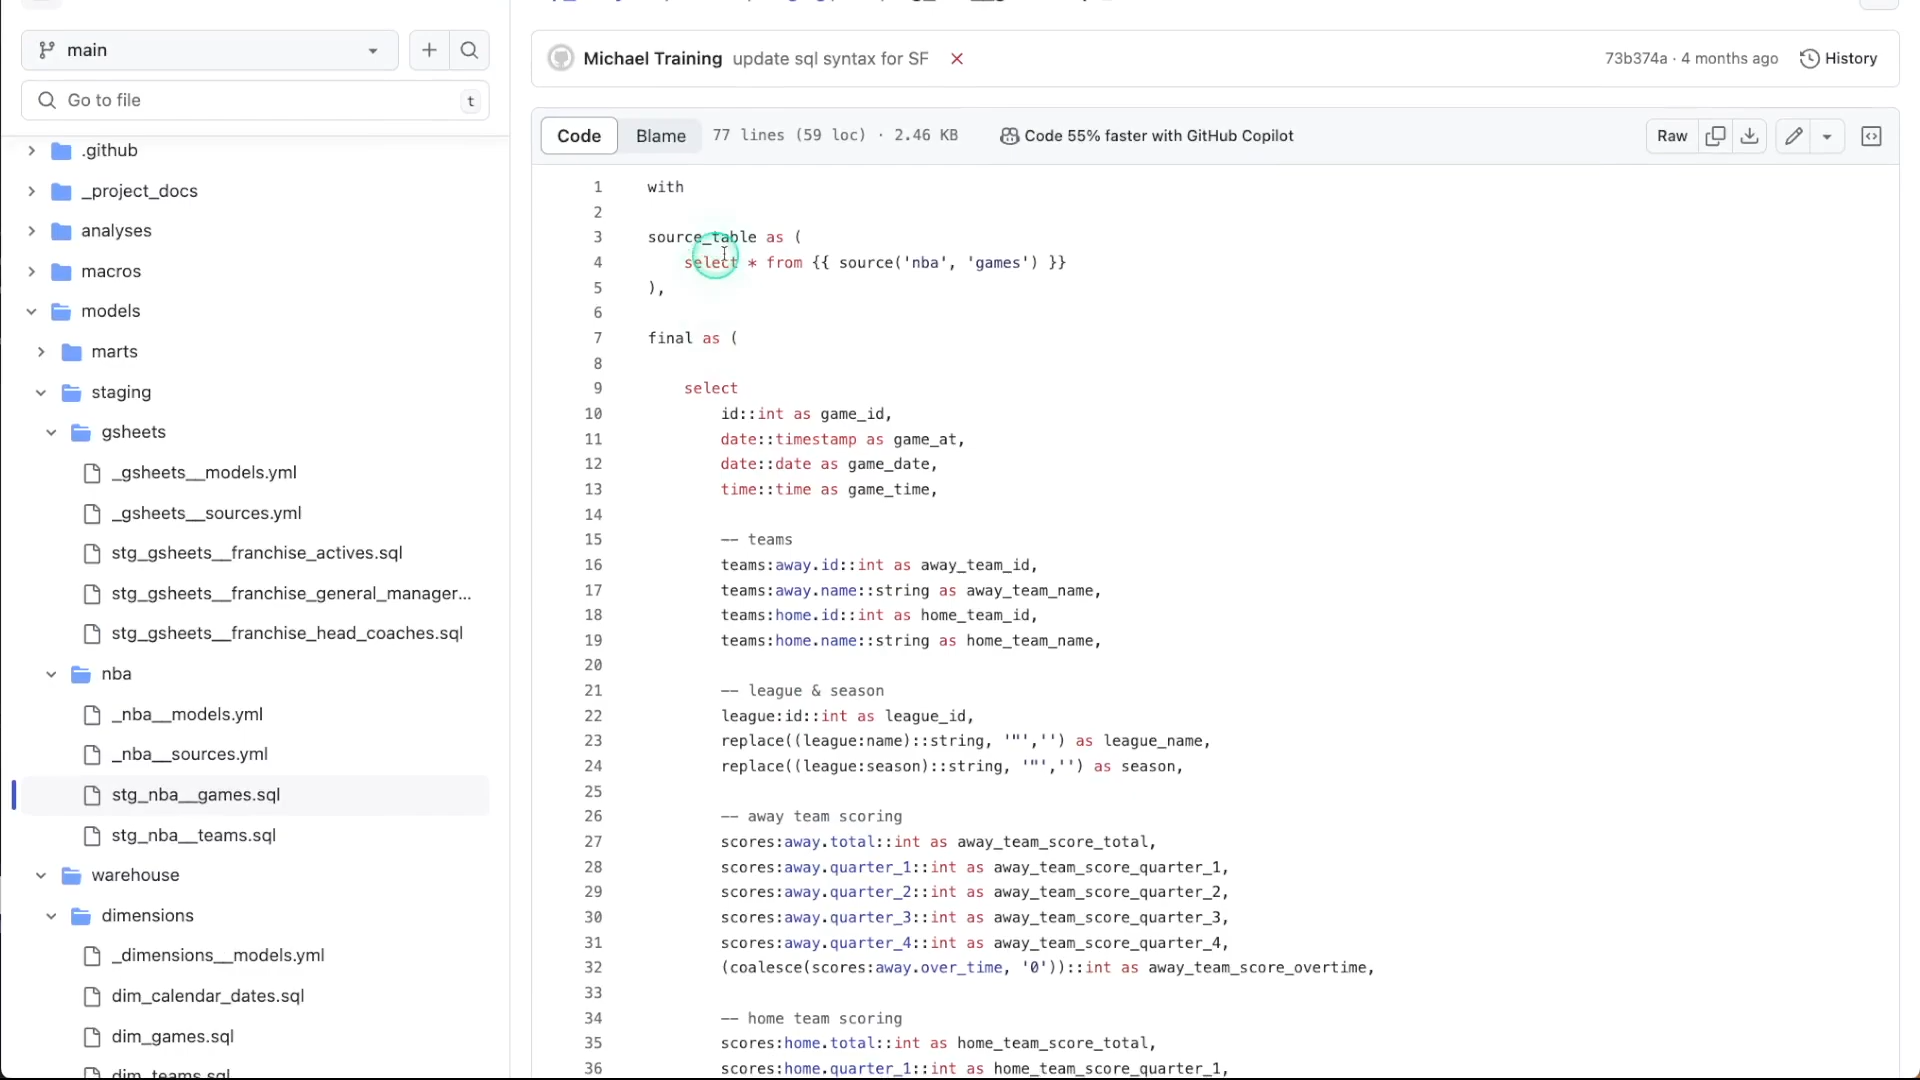 main
Go to file
t
.github
_project_docs
analyses
macros
models
marts
staging
gsheets
_gsheets__models.yml
_gsheets__sources.yml
stg_gsheets__franchise_actives.sql
stg_gsheets__franchise_general_manager...
stg_gsheets__franchise_head_coaches.sql
nba
_nba__models.yml
_nba__sources.yml
stg_nba__games.sql
stg_nba__teams.sql
warehouse
dimensions
_dimensions__models.yml
dim_calendar_dates.sql
dim_games.sql
dim_teams.sql
Michael Training update sql syntax for SF
73b374a · 4 months ago
History
Code Blame 77 lines (59 loc) · 2.46 KB Code 55% faster with GitHub Copilot Raw
1 with
2
3 source_table as (
4 select * from {{ source('nba', 'games') }}
5 ),
6
7 final as (
8
9 select
10 id::int as game_id,
11 date::timestamp as game_at,
12 date::date as game_date,
13 time::time as game_time,
14
15 -- teams
16 teams:away.id::int as away_team_id,
17 teams:away.name::string as away_team_name,
18 teams:home.id::int as home_team_id,
19 teams:home.name::string as home_team_name,
20
21 -- league & season
22 league:id::int as league_id,
23 replace((league:name)::string, '"','') as league_name,
24 replace((league:season)::string, '"','') as season,
25
26 -- away team scoring
27 scores:away.total::int as away_team_score_total,
28 scores:away.quarter_1::int as away_team_score_quarter_1,
29 scores:away.quarter_2::int as away_team_score_quarter_2,
30 scores:away.quarter_3::int as away_team_score_quarter_3,
31 scores:away.quarter_4::int as away_team_score_quarter_4,
32 (coalesce(scores:away.over_time, '0'))::int as away_team_score_overtime,
33
34 -- home team scoring
35 scores:home.total::int as home_team_score_total,
36 scores:home.quarter_1::int as home_team_score_quarter_1,